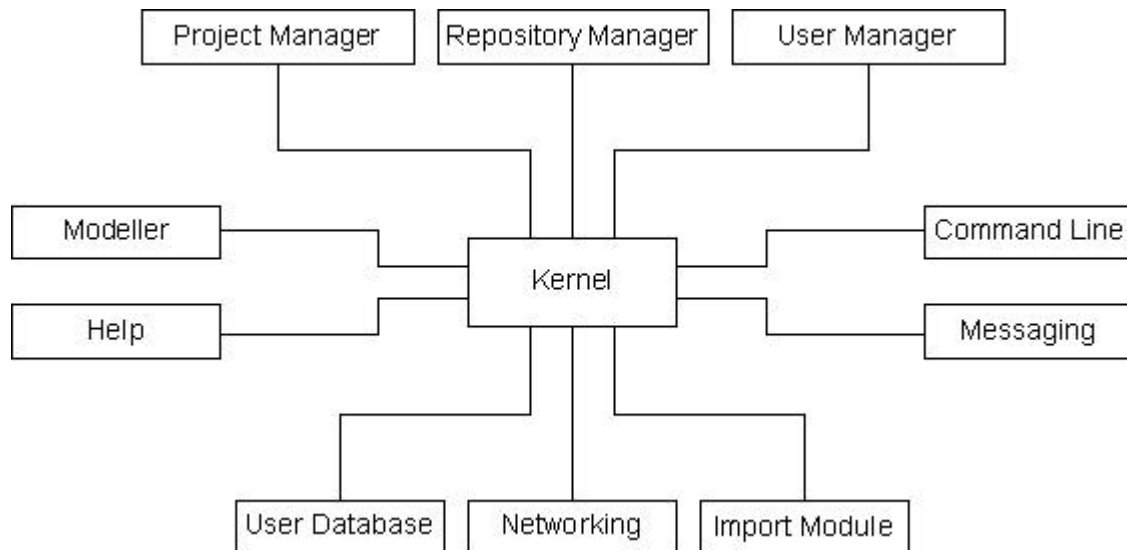 Project Manager
Repository Manager
User Manager
Modeller
Command Line
Kernel
Help
Messaging
User Database
Networking
Import Module